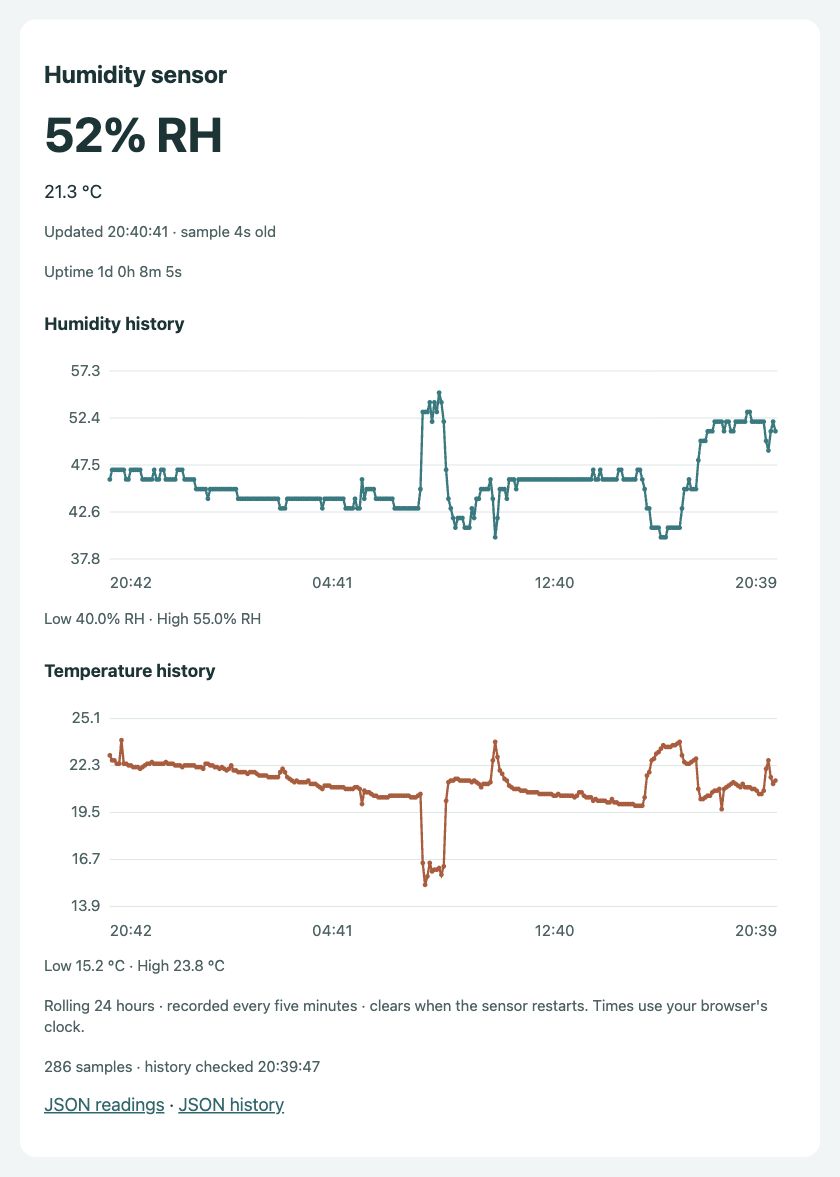 Humidity sensor
52% RH
21.3 °C
Updated 20:40:41 · sample 4s old
Uptime 1d 0h 8m 5s
Humidity history
57.3
52.4
47.5
42.6
37.8
20:42 04:41 12:40 20:39
Low 40.0% RH · High 55.0% RH
Temperature history
25.1
22.3
19.5
16.7
13.9
20:42 04:41 12:40 20:39
Low 15.2 °C · High 23.8 °C
Rolling 24 hours · recorded every five minutes · clears when the sensor restarts. Times use your browser's
clock.
286 samples · history checked 20:39:47
JSON readings · JSON history